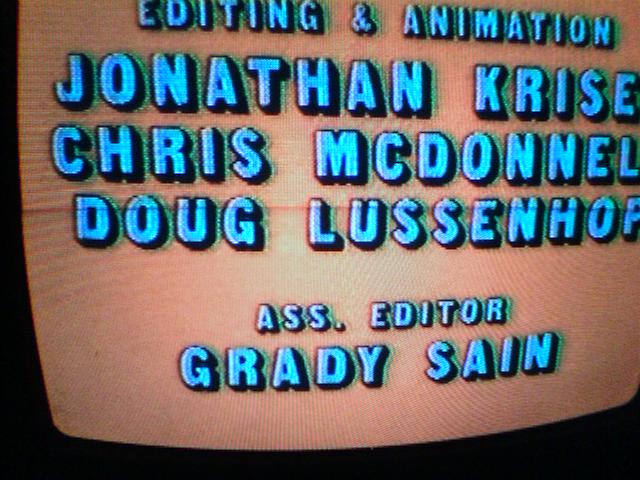 EDITING & ANIMATION
JONATHAN KRISE
CHRIS MCDONNEL
DOUG LUSSENHOP
ASS. EDITOR
GRADY SAIN